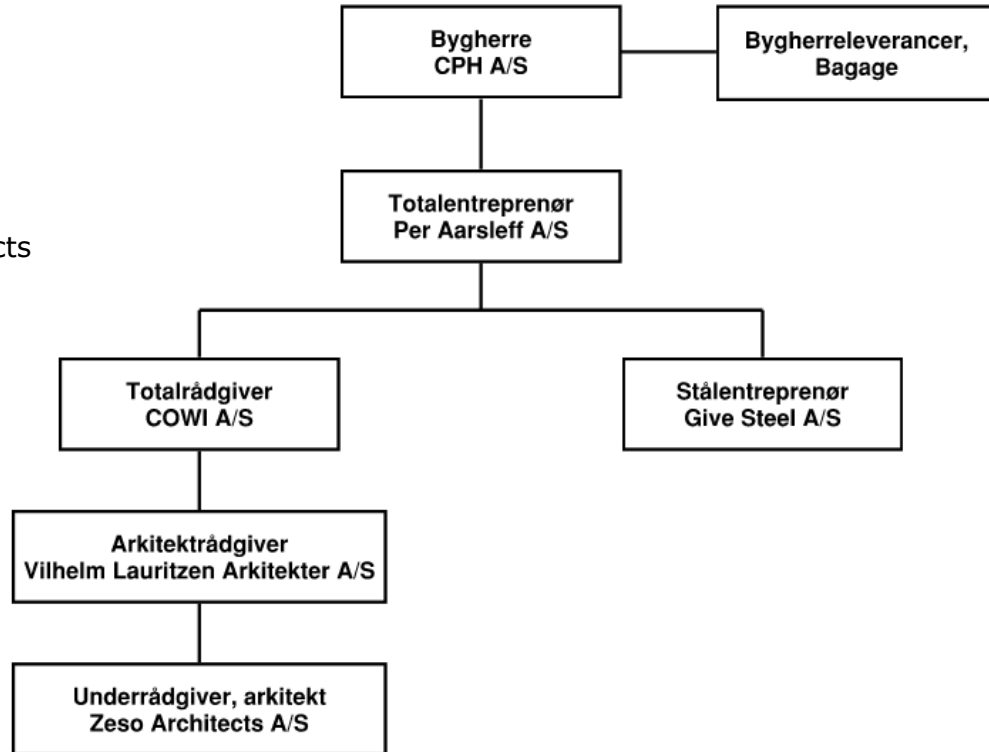 Bygherre
CPH A/S
Bygherreleverancer,
Bagage
Totalentreprenør
Per Aarsleff A/S
cts
Totalrådgiver
COWI A/S
Stålentreprenør
Give Steel A/S
Arkitektrådgiver
Vilhelm Lauritzen Arkitekter A/S
Underrådgiver, arkitekt
Zeso Architects A/S